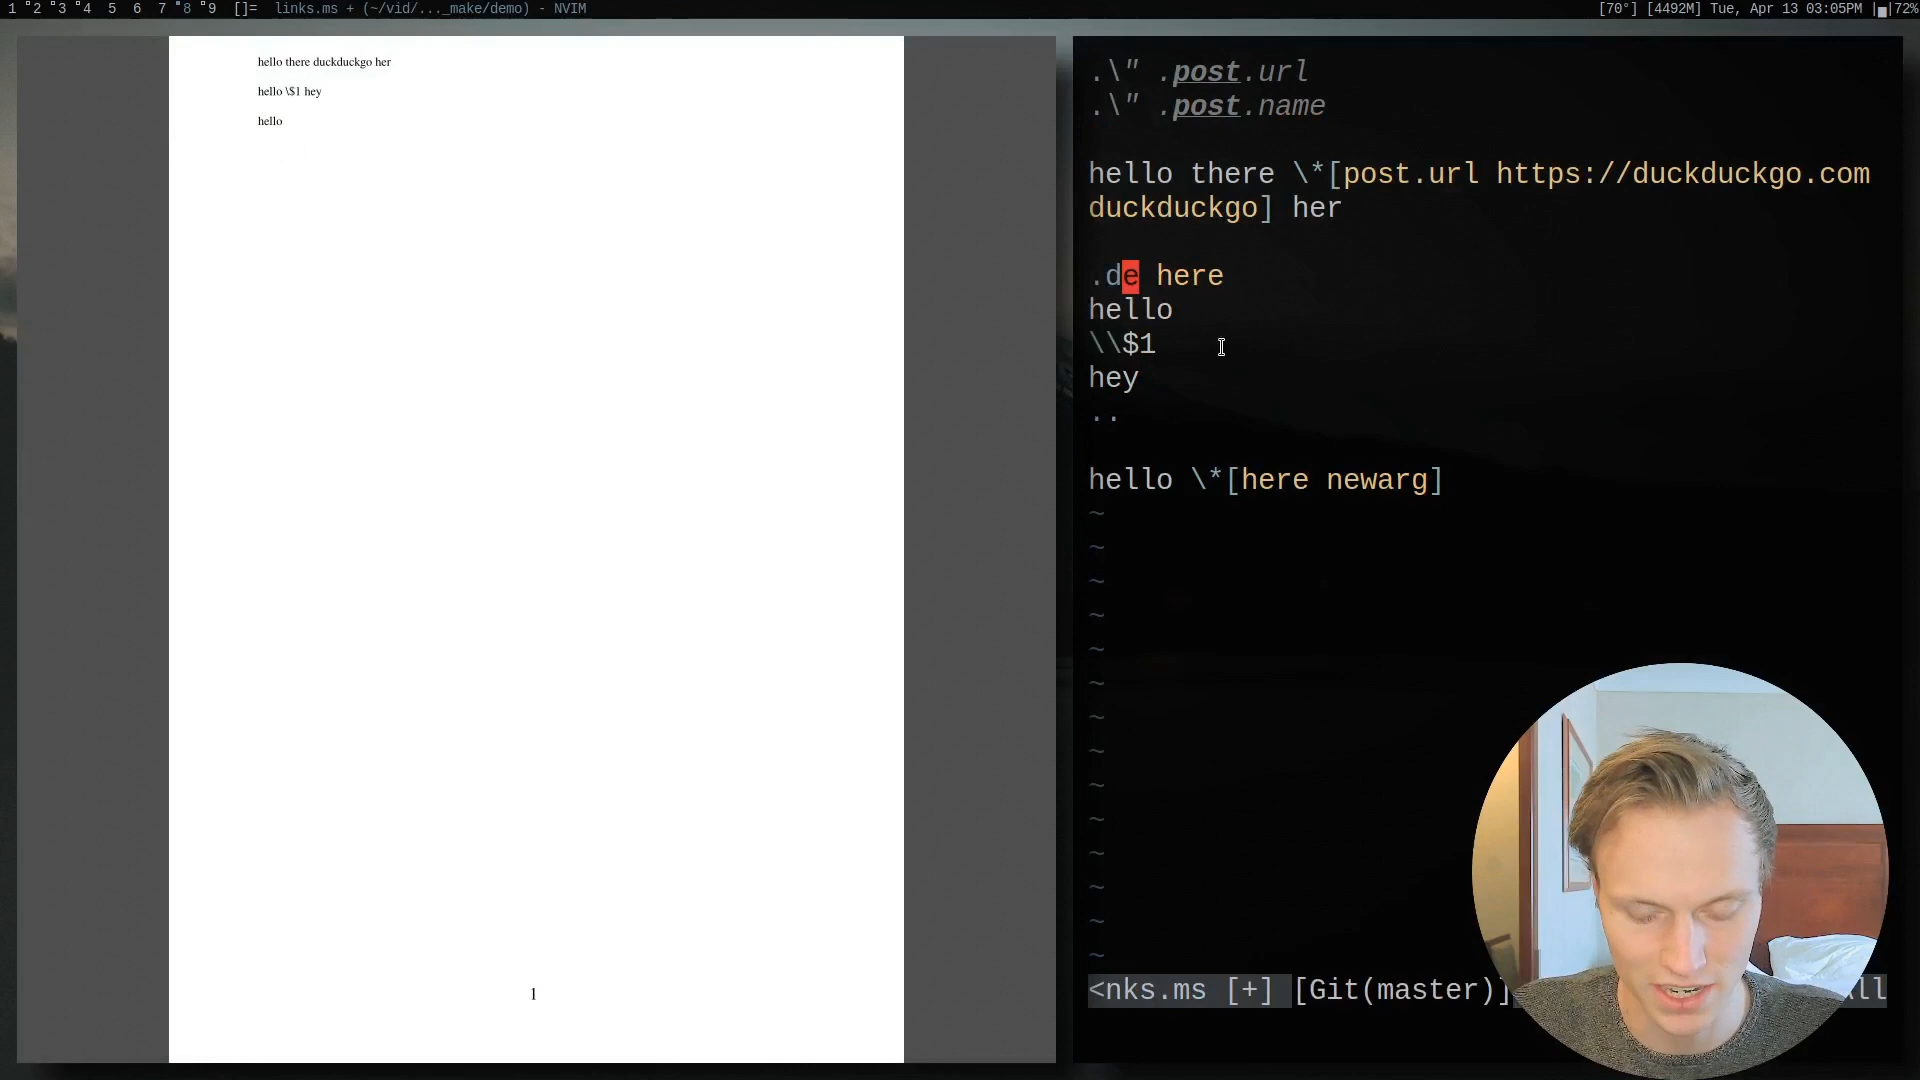 1 2 3 4 5 6 7 8 9 []= links.ms + (~/vid/..._make/demo) - NVIM
[70°] [4492M] Tue, Apr 13 03:05PM |▄|72%
hello there duckduckgo her
hello \$1 hey
hello
1
.\" .post.url
.\" .post.name
hello there \*[post.url https://duckduckgo.com
duckduckgo] her
.de here
hello
\\$1
hey
..
hello \*[here newarg]
~
~
~
~
~
~
~
~
~
~
~
~
~
~
<nks.ms [+] [Git(master)] ll